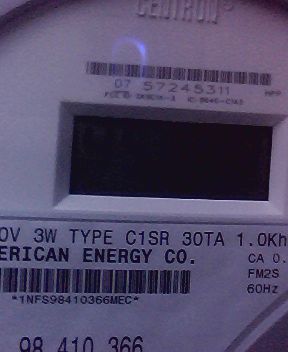 CENTRON®
07 57245311
MPP
0V 3W TYPE C1SR 30TA 1.0Kh
ERICAN ENERGY CO.
CA 0.
FM2S
60Hz
*1NFS98410366MEC*
98 410 366